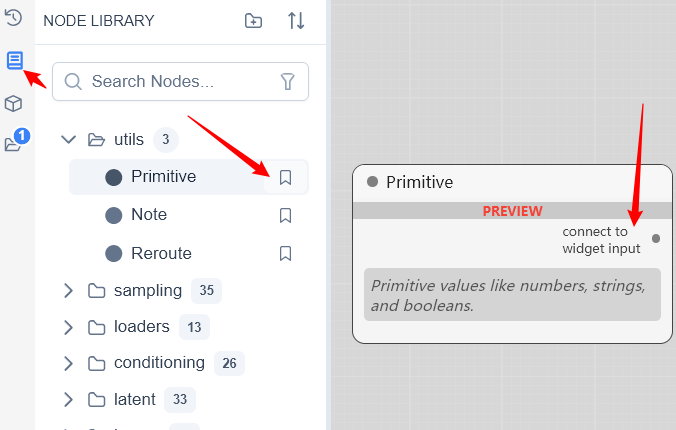 NODE LIBRARY
1
Search Nodes...
utils 3
Primitive
Note
Reroute
sampling 35
loaders 13
conditioning 26
latent 33
Primitive
PREVIEW
connect to
widget input
Primitive values like numbers, strings,
and booleans.